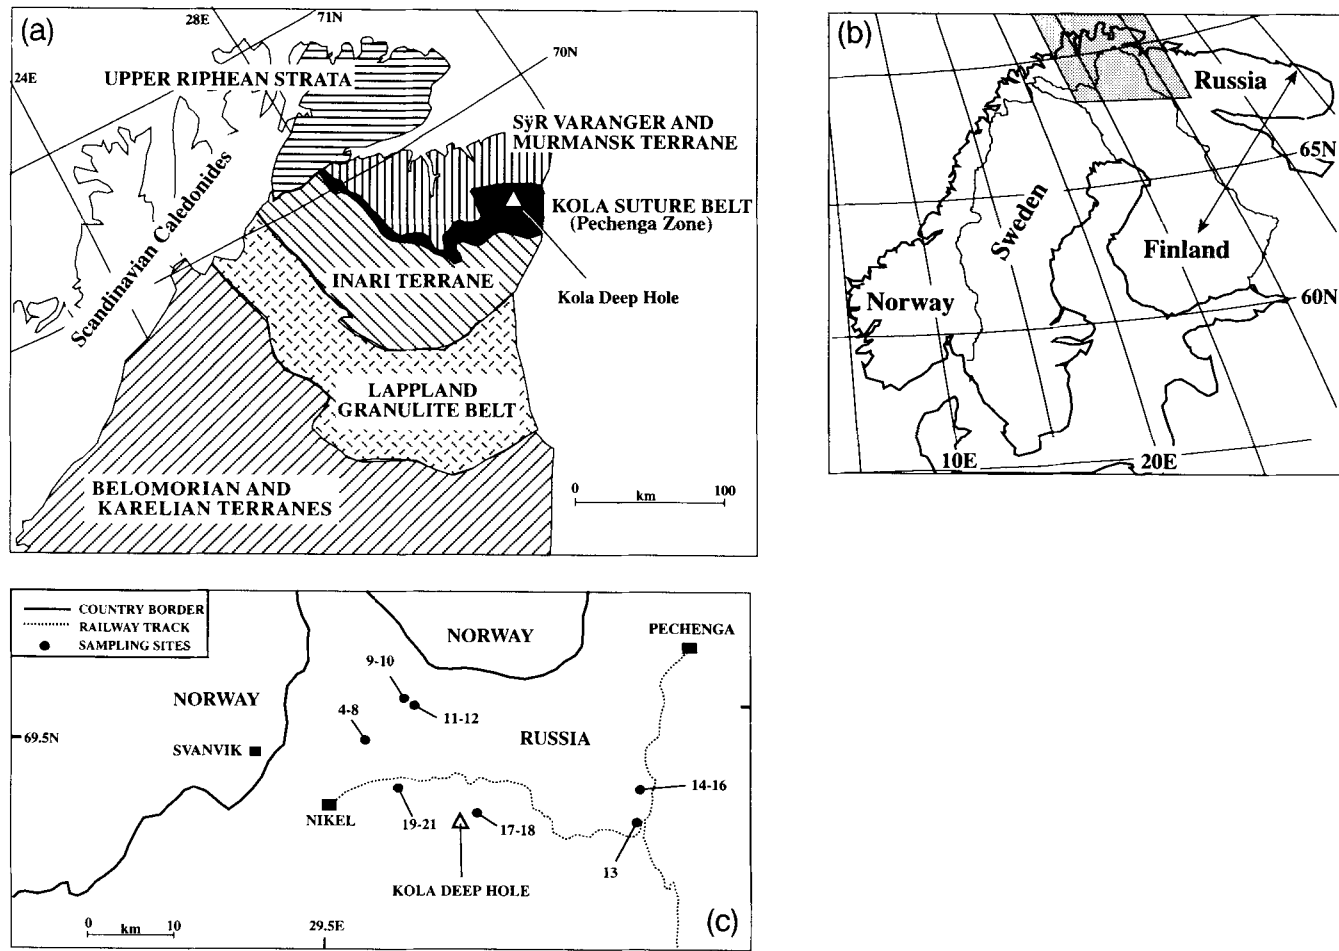 (a)
28E
71N
24E
70N
UPPER RIPHEAN STRATA
SÿR VARANGER AND
MURMANSK TERRANE
KOLA SUTURE BELT
(Pechenga Zone)
Scandinavian Caledonides
INARI TERRANE
Kola Deep Hole
LAPPLAND
GRANULITE BELT
BELOMORIAN AND
KARELIAN TERRANES
0 km 100
(b)
Russia
65N
Sweden
Finland
Norway
60N
10E
20E
COUNTRY BORDER
RAILWAY TRACK
SAMPLING SITES
NORWAY
PECHENGA
9-10
NORWAY
4-8
11-12
69.5N
SVANVIK
RUSSIA
14-16
NIKEL
19-21
17-18
13
KOLA DEEP HOLE
0 km 10
29.5E
(c)